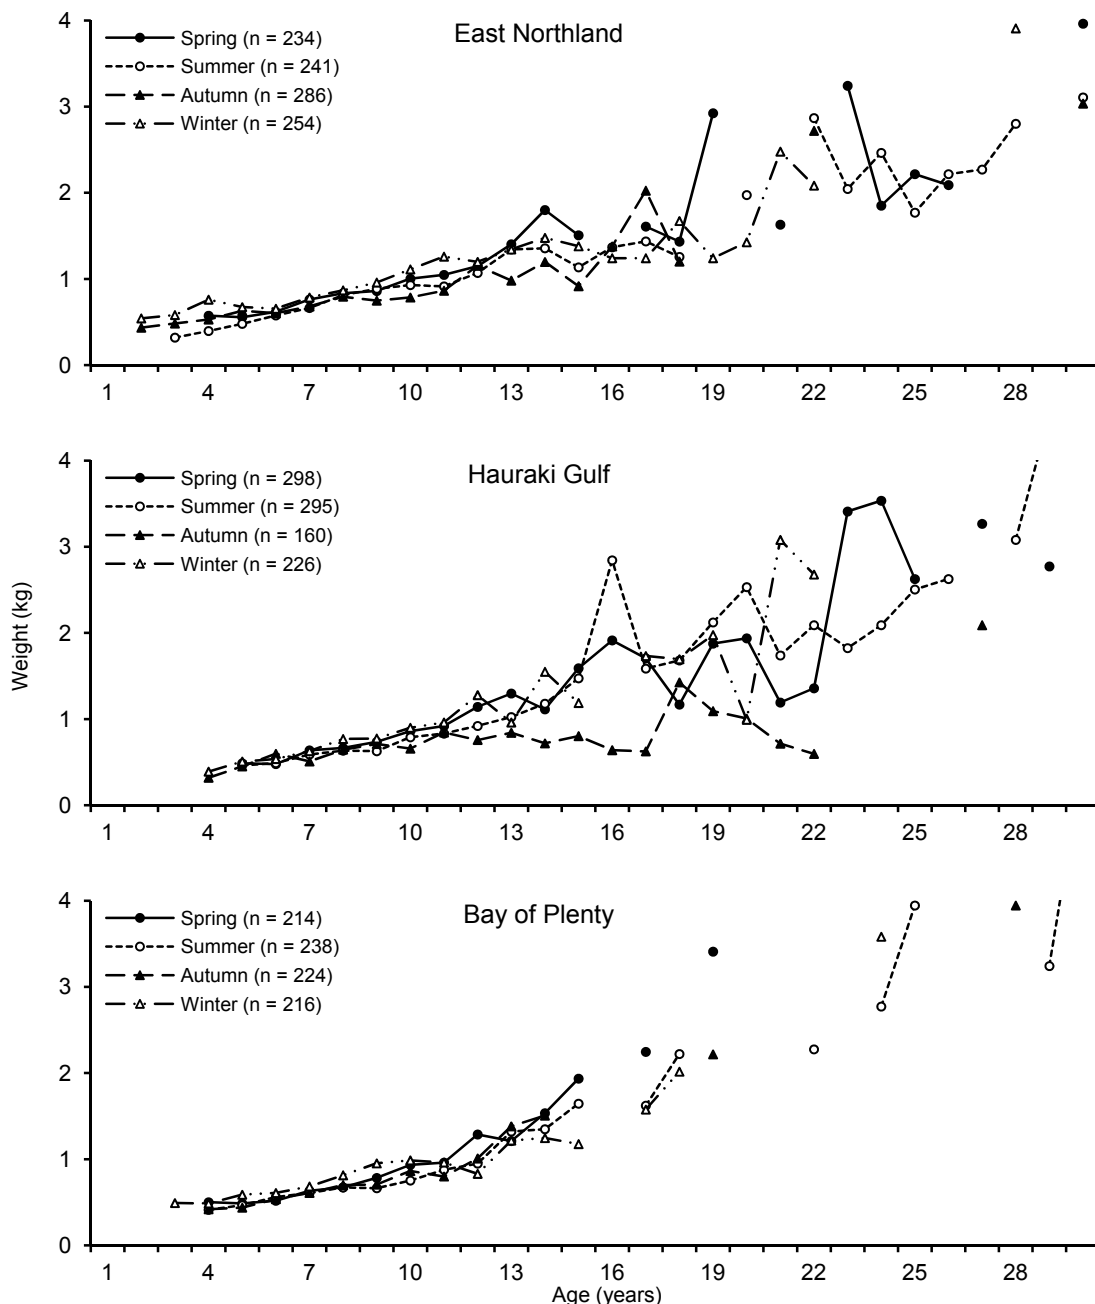 East Northland
4
3
2
1
0
Spring (n = 234)
Summer (n = 241)
Autumn (n = 286)
Winter (n = 254)
1 4 7 10 13 16 19 22 25 28
Hauraki Gulf
4
3
2
1
0
Spring (n = 298)
Summer (n = 295)
Autumn (n = 160)
Winter (n = 226)
1 4 7 10 13 16 19 22 25 28
Weight (kg)
Bay of Plenty
4
3
2
1
0
Spring (n = 214)
Summer (n = 238)
Autumn (n = 224)
Winter (n = 216)
1 4 7 10 13 16 19 22 25 28
Age (years)